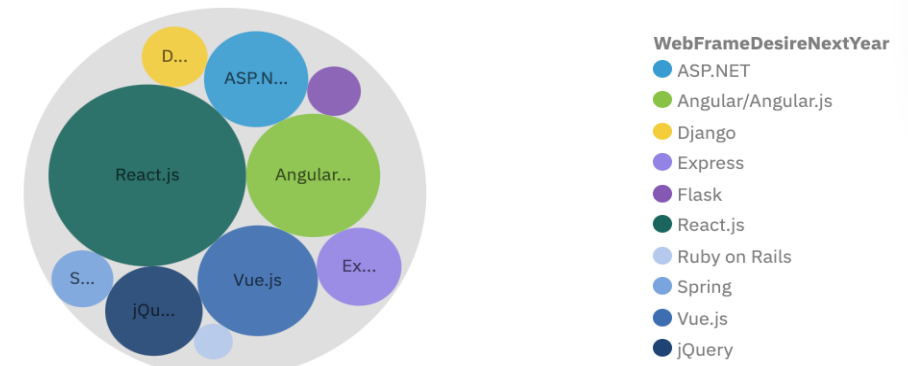 D...
ASP.N...
React.js
Angular...
S...
Vue.js
Ex...
jQu...
WebFrameDesireNextYear
ASP.NET
Angular/Angular.js
Django
Express
Flask
React.js
Ruby on Rails
Spring
Vue.js
jQuery